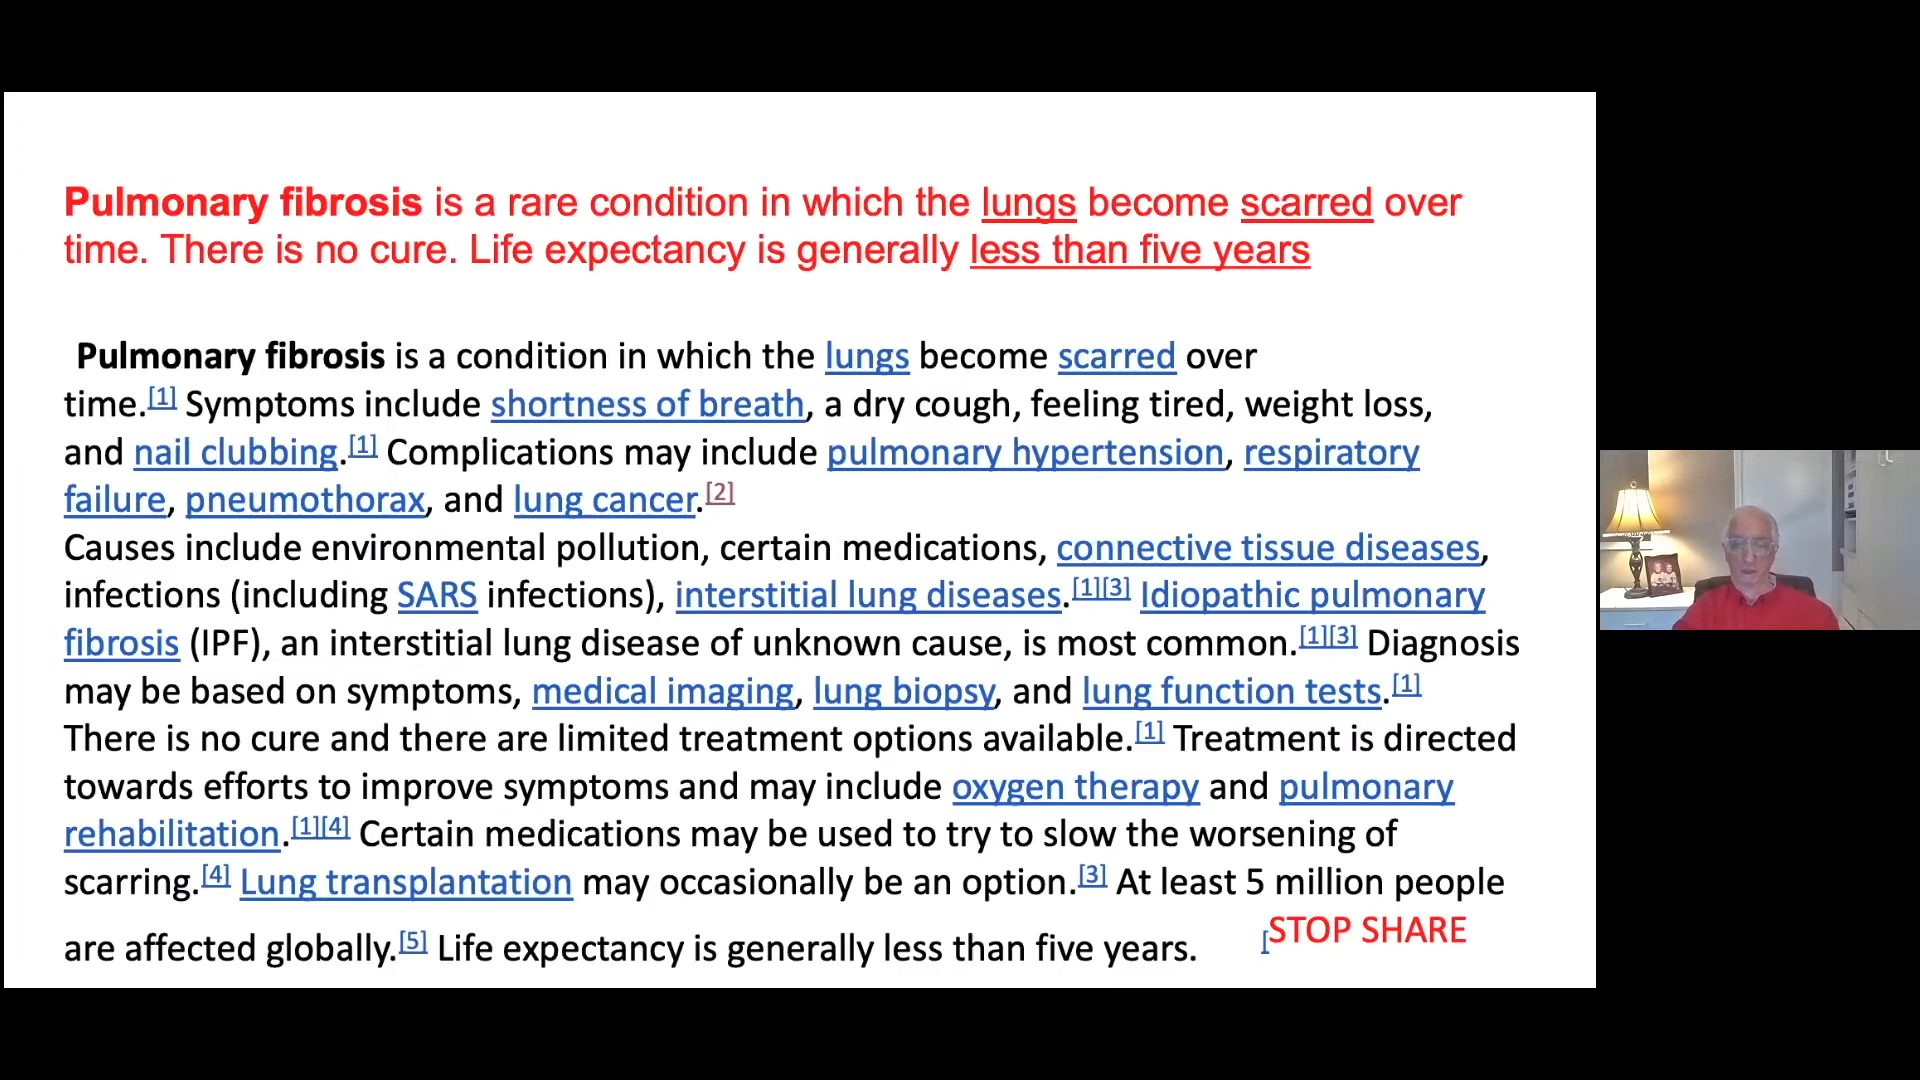 Pulmonary fibrosis is a rare condition in which the lungs become scarred over
time. There is no cure. Life expectancy is generally less than five years
Pulmonary fibrosis is a condition in which the lungs become scarred over
time.[1] Symptoms include shortness of breath, a dry cough, feeling tired, weight loss,
and nail clubbing.[1] Complications may include pulmonary hypertension, respiratory
failure, pneumothorax, and lung cancer.[2]
Causes include environmental pollution, certain medications, connective tissue diseases,
infections (including SARS infections), interstitial lung diseases.[1][3] Idiopathic pulmonary
fibrosis (IPF), an interstitial lung disease of unknown cause, is most common.[1][3] Diagnosis
may be based on symptoms, medical imaging, lung biopsy, and lung function tests.[1]
There is no cure and there are limited treatment options available.[1] Treatment is directed
towards efforts to improve symptoms and may include oxygen therapy and pulmonary
rehabilitation.[1][4] Certain medications may be used to try to slow the worsening of
scarring.[4] Lung transplantation may occasionally be an option.[3] At least 5 million people
are affected globally.[5] Life expectancy is generally less than five years. [
STOP SHARE